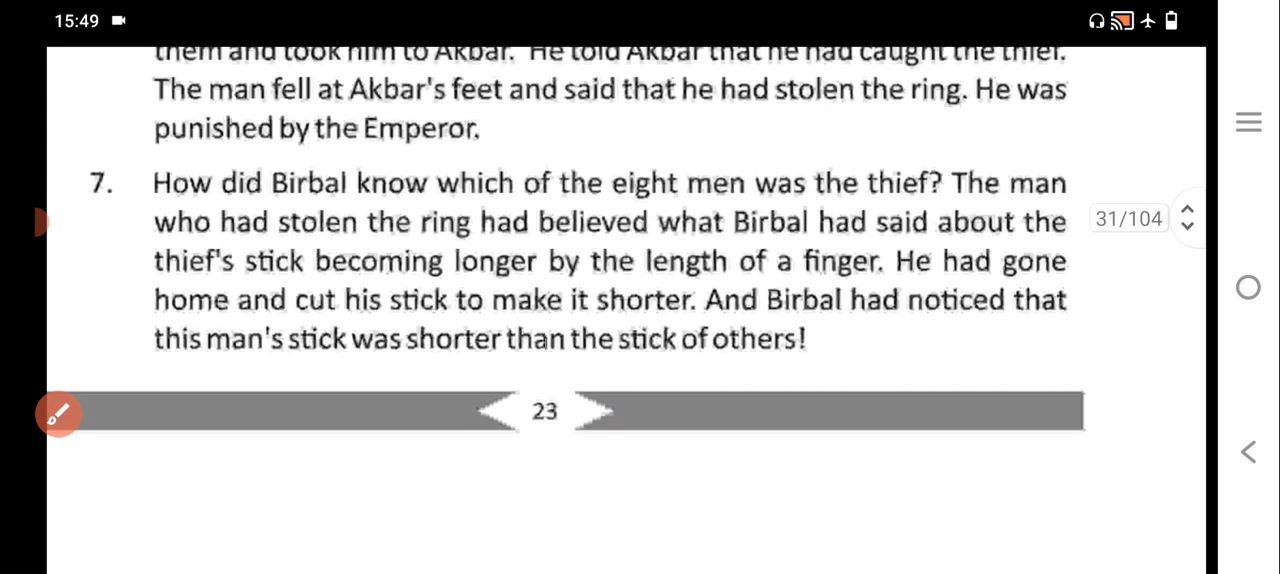 15:49
them and took him to Akbar. He told Akbar that he had caught the thief.
The man fell at Akbar's feet and said that he had stolen the ring. He was
punished by the Emperor.
7. How did Birbal know which of the eight men was the thief? The man
who had stolen the ring had believed what Birbal had said about the
31/104
thief's stick becoming longer by the length of a finger. He had gone
home and cut his stick to make it shorter. And Birbal had noticed that
this man's stick was shorter than the stick of others!
23